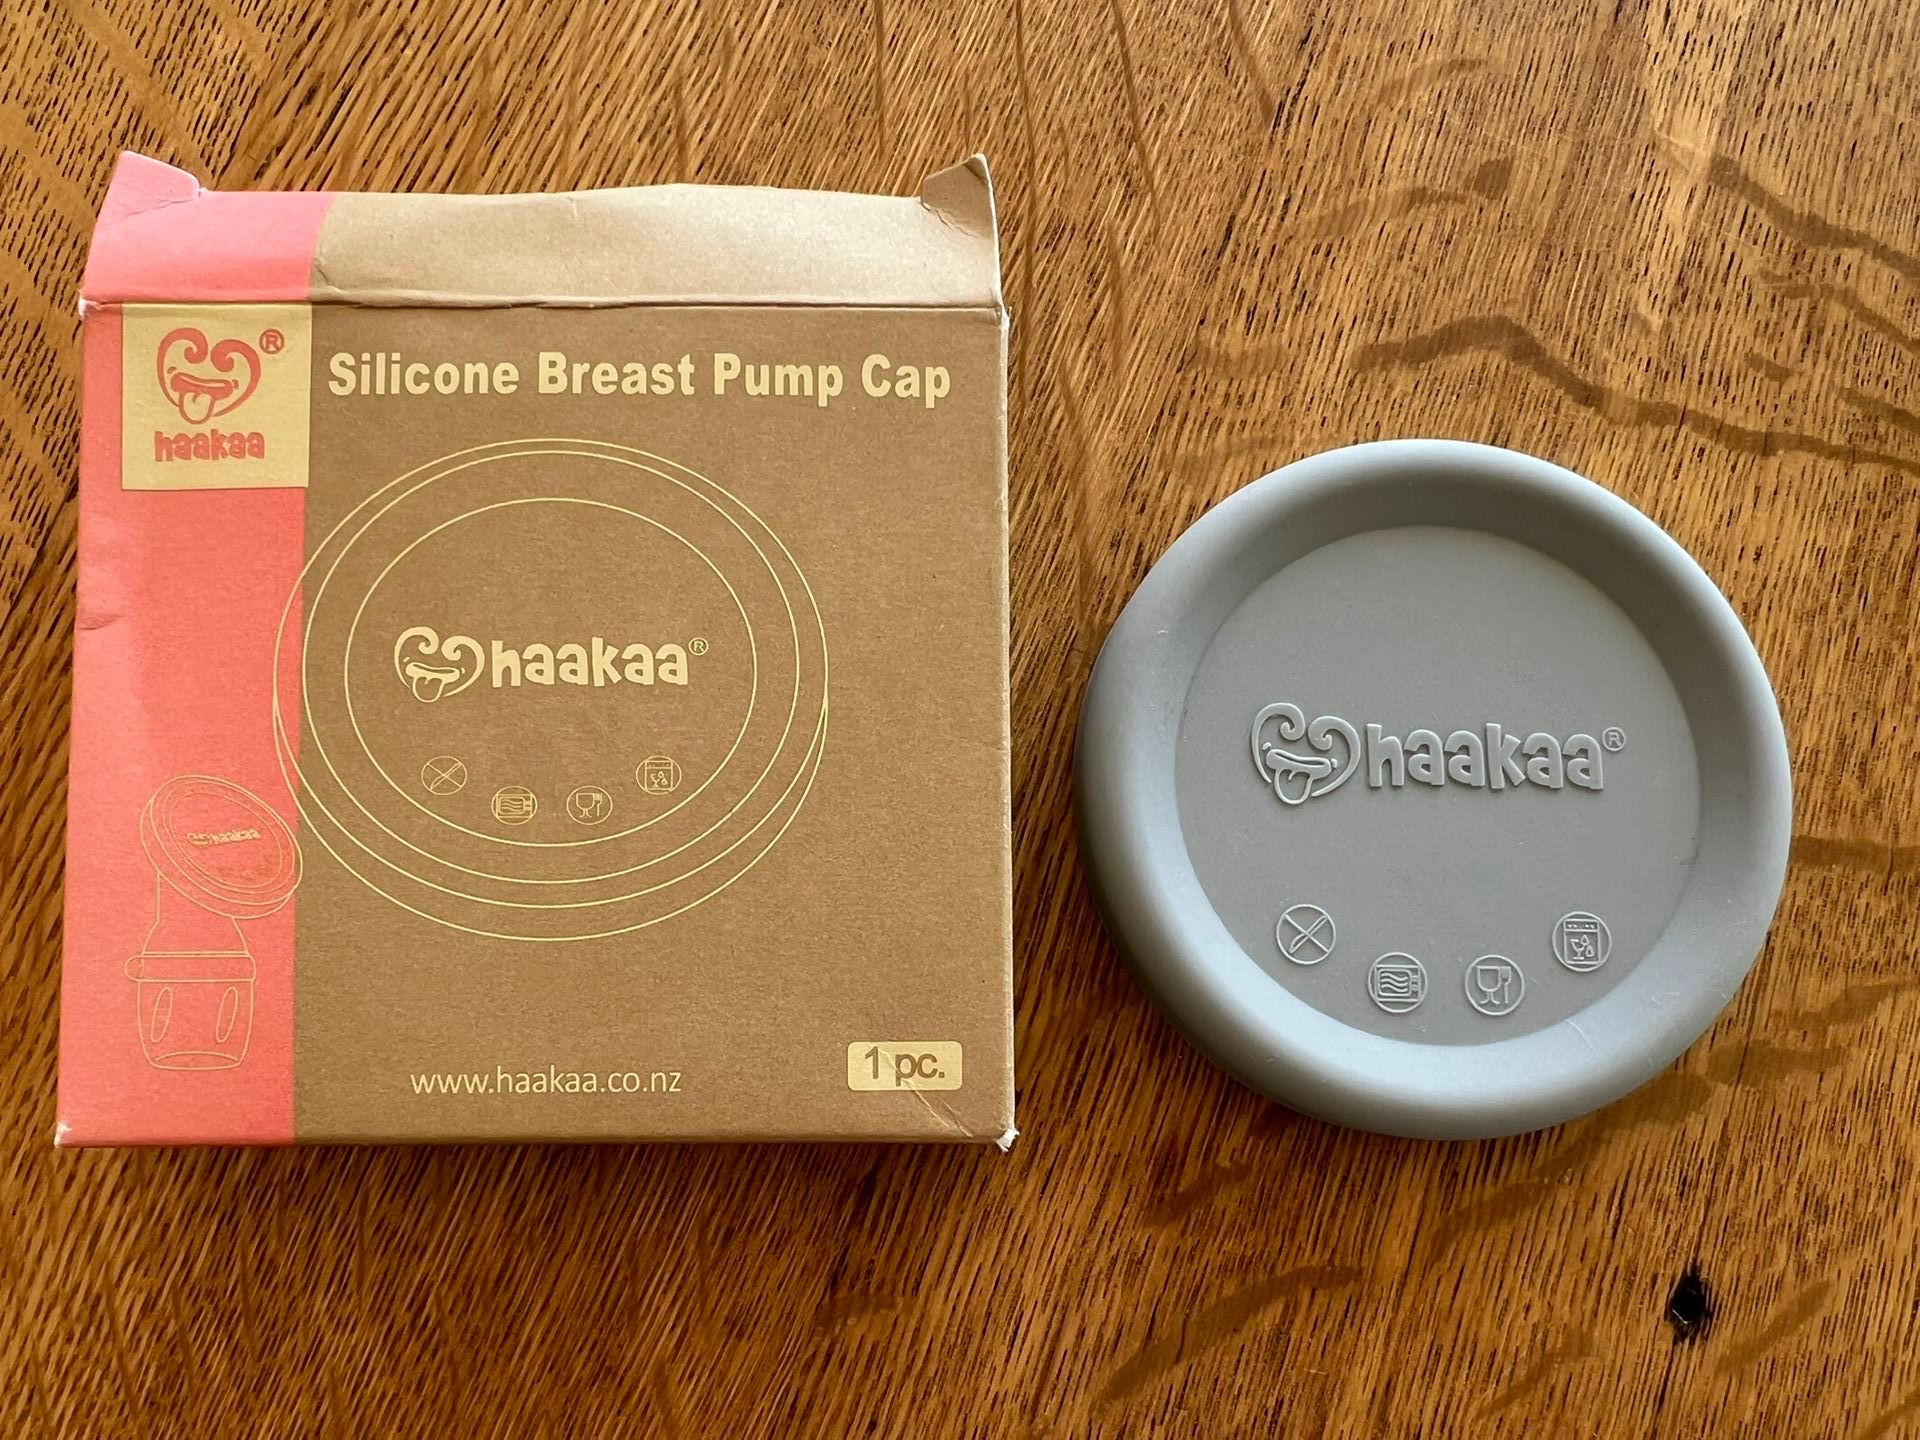 haakaa®
Silicone Breast Pump Cap
haakaa®
haakaa
www.haakaa.co.nz
1 pc.
haakaa®